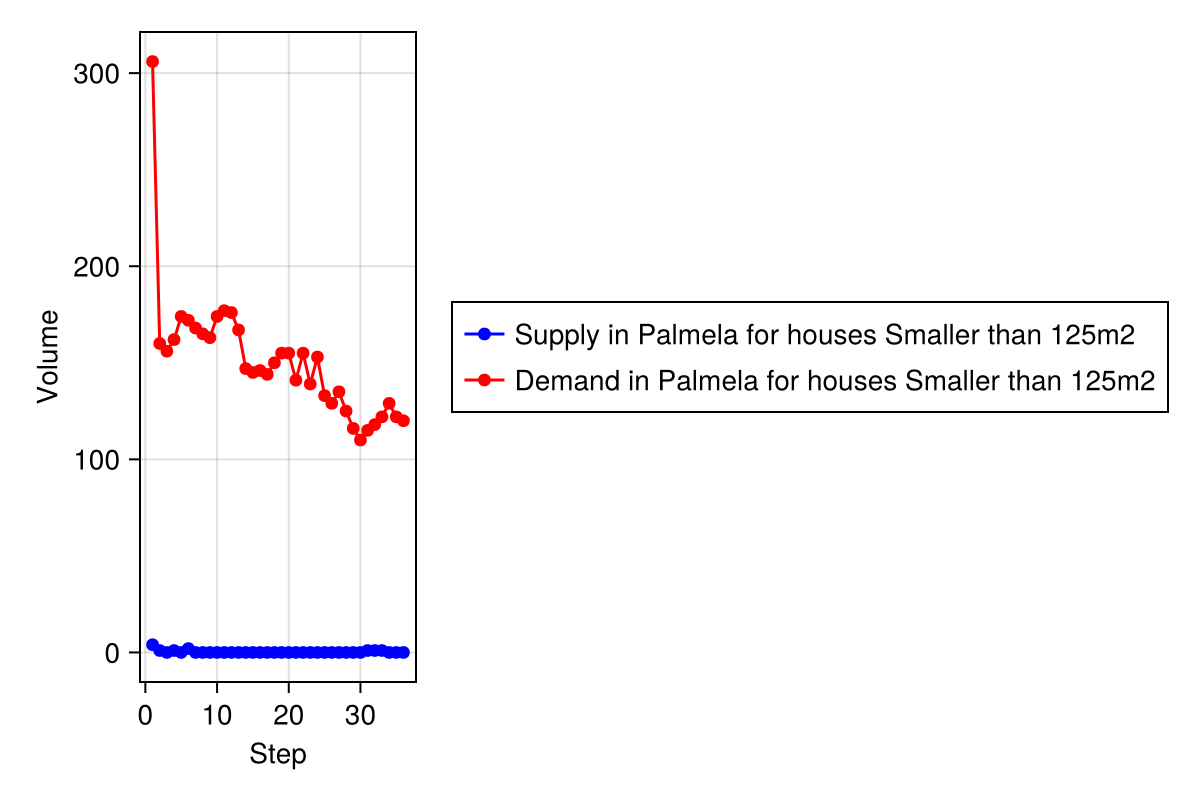 300
200
100
0
Volume
0 10 20 30
Step
Supply in Palmela for houses Smaller than 125m2
Demand in Palmela for houses Smaller than 125m2